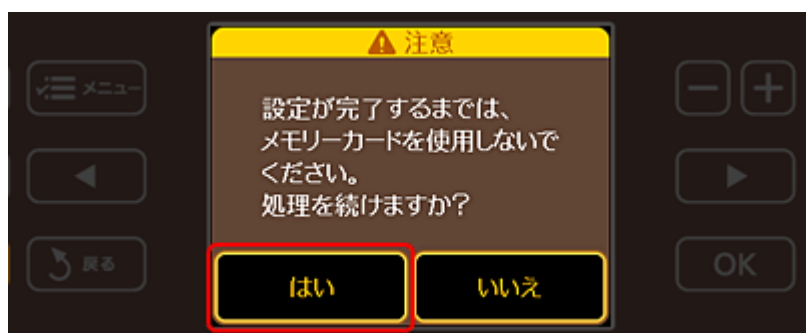 注意
メニュー
設定が完了するまでは、
メモリーカードを使用しないで
ください。
処理を続けますか?
戻る
はい
いいえ
OK